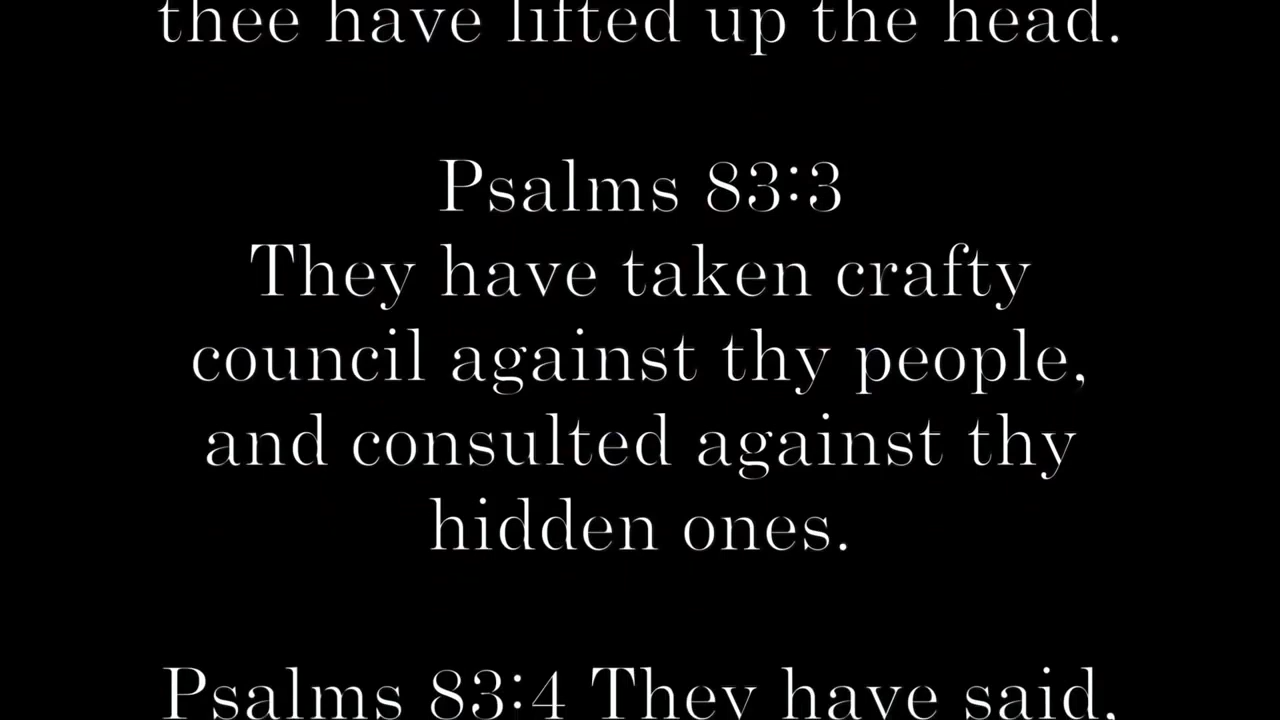 thee have lifted up the head.
Psalms 83:3
They have taken crafty
council against thy people,
and consulted against thy
hidden ones.
Psalms 83:4 They have said,